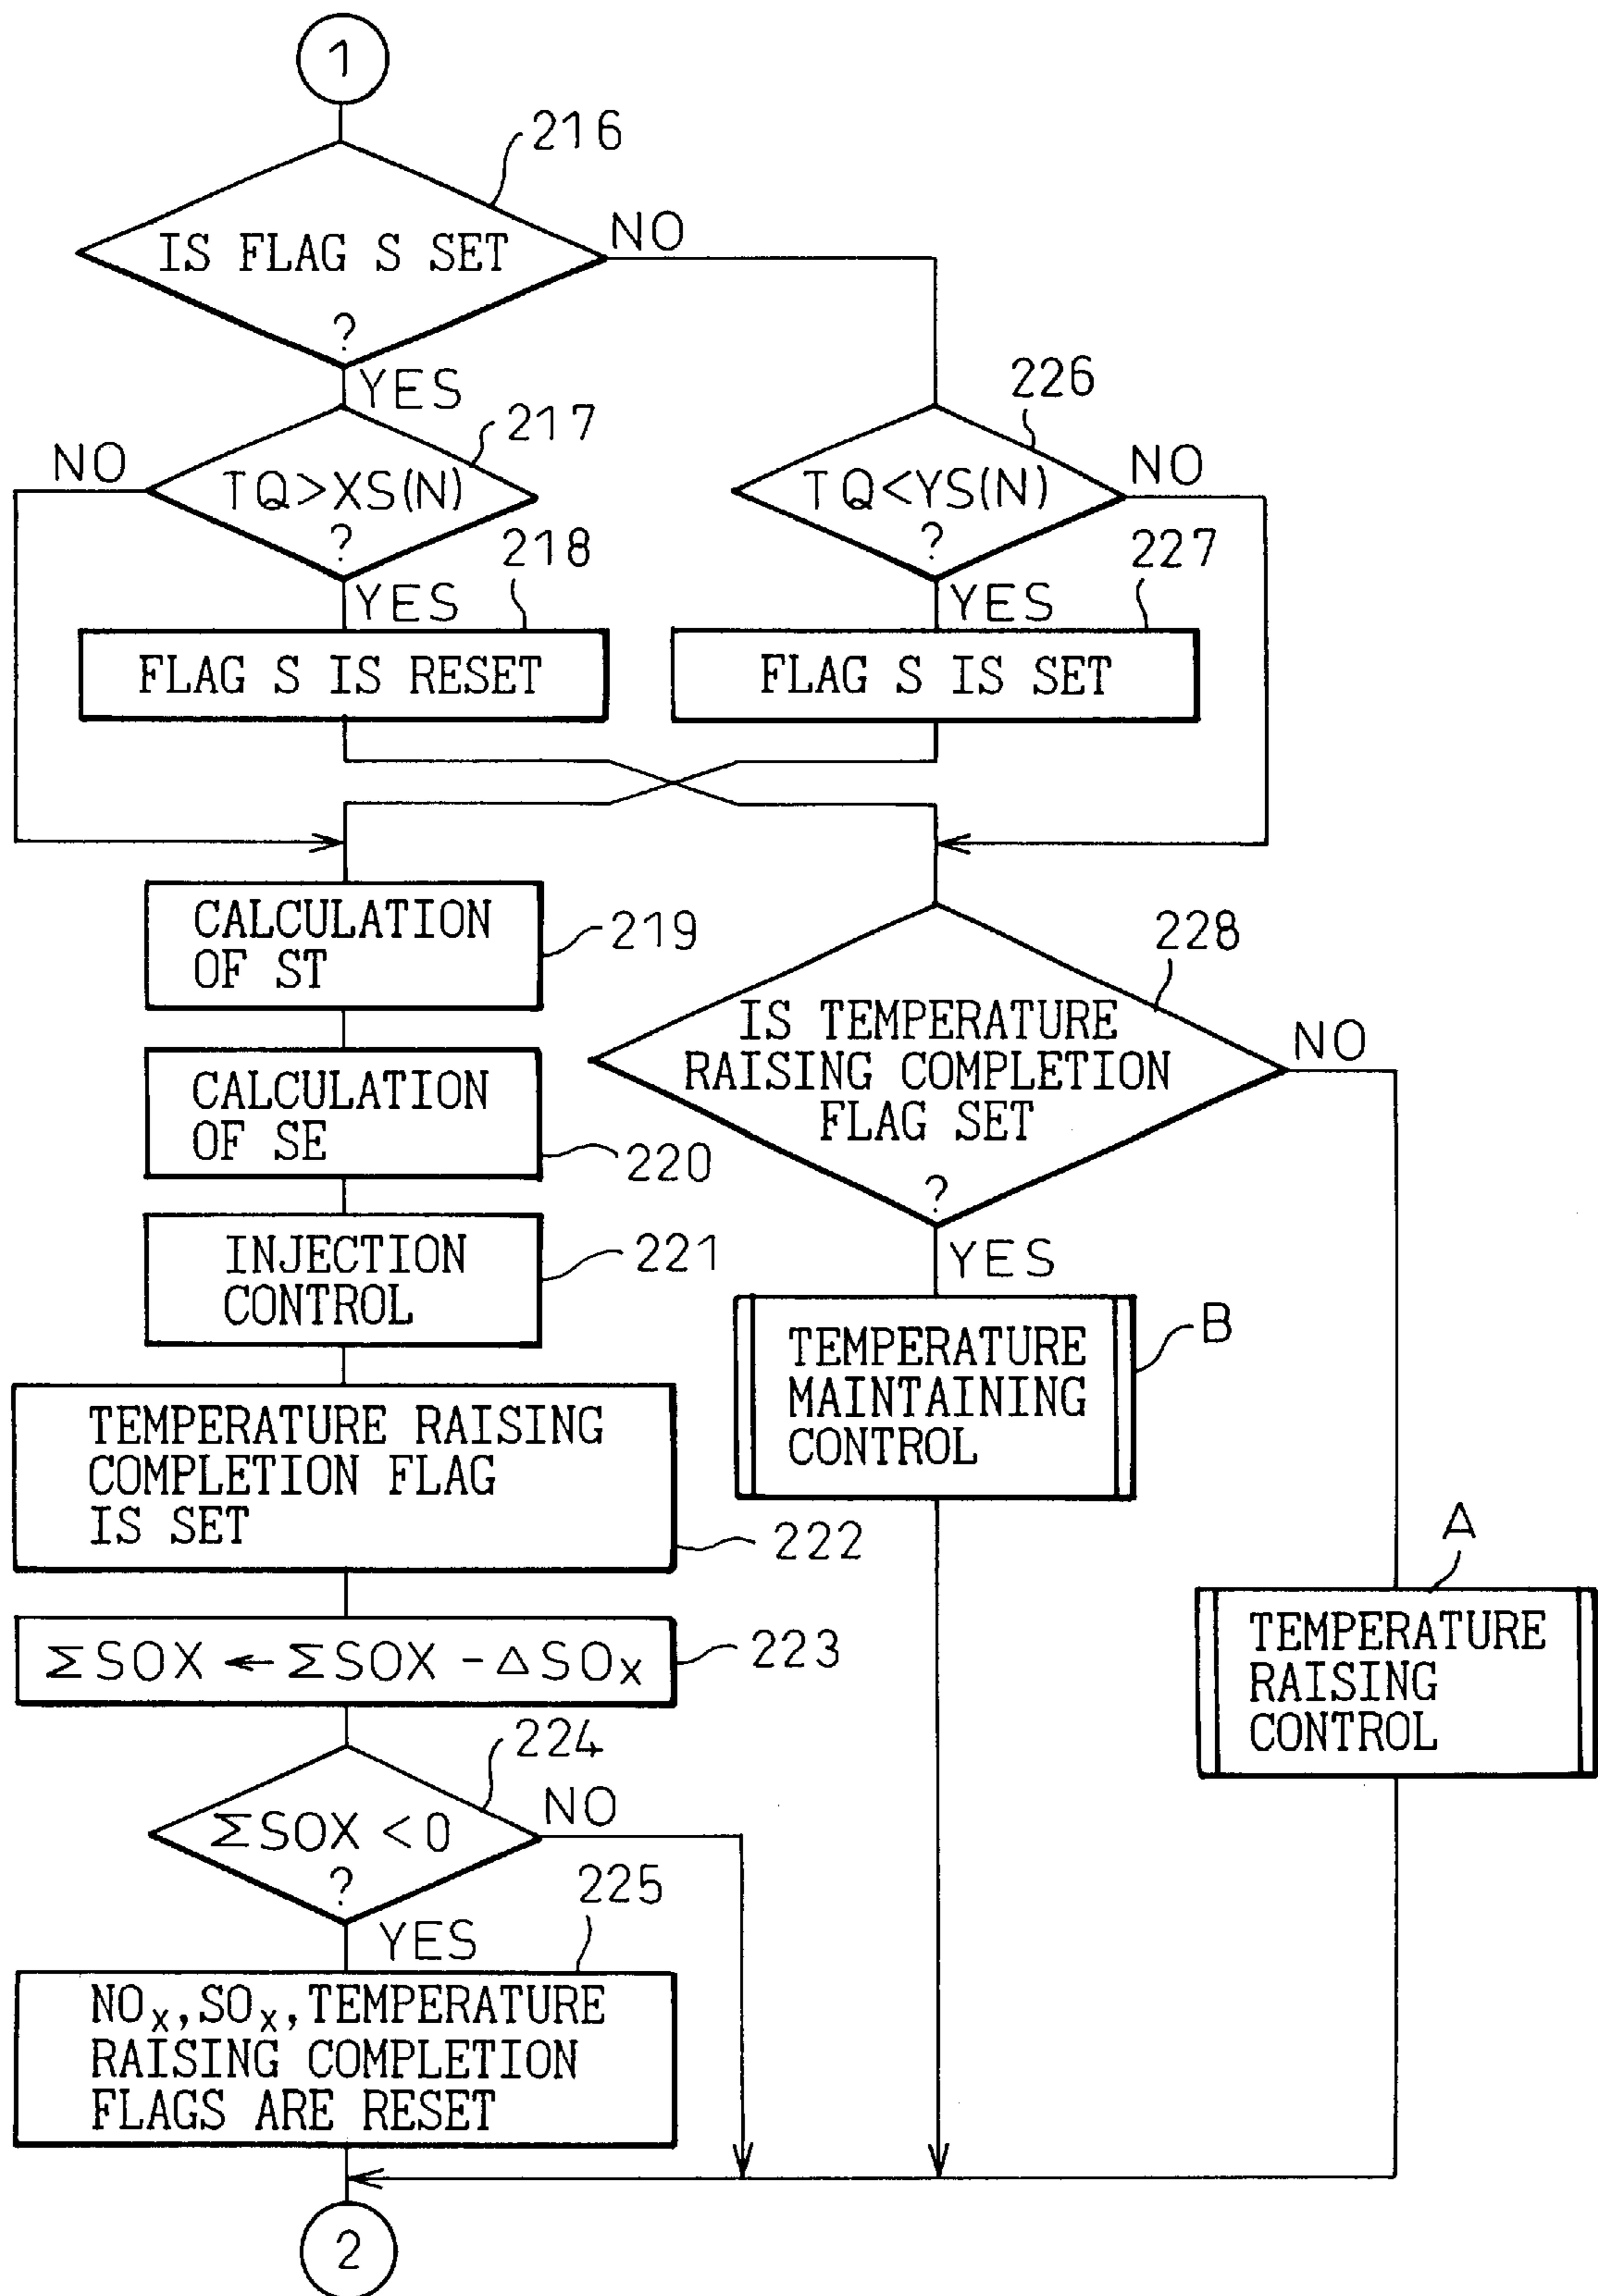 1
216
IS FLAG S SET
?
NO
YES
217
NO
TQ>XS(N)
?
YES
218
FLAG S IS RESET
226
TQ<YS(N)
?
NO
YES
227
FLAG S IS SET
CALCULATION
OF ST
219
CALCULATION
OF SE
220
INJECTION
CONTROL
221
TEMPERATURE RAISING
COMPLETION FLAG
IS SET
222
ΣSOX ← ΣSOX -ΔSOx
223
224
ΣSOX <0
?
NO
YES
225
NOx,SOx,TEMPERATURE
RAISING COMPLETION
FLAGS ARE RESET
228
IS TEMPERATURE
RAISING COMPLETION
FLAG SET
?
NO
YES
TEMPERATURE
MAINTAINING
CONTROL
B
A
TEMPERATURE
RAISING
CONTROL
2